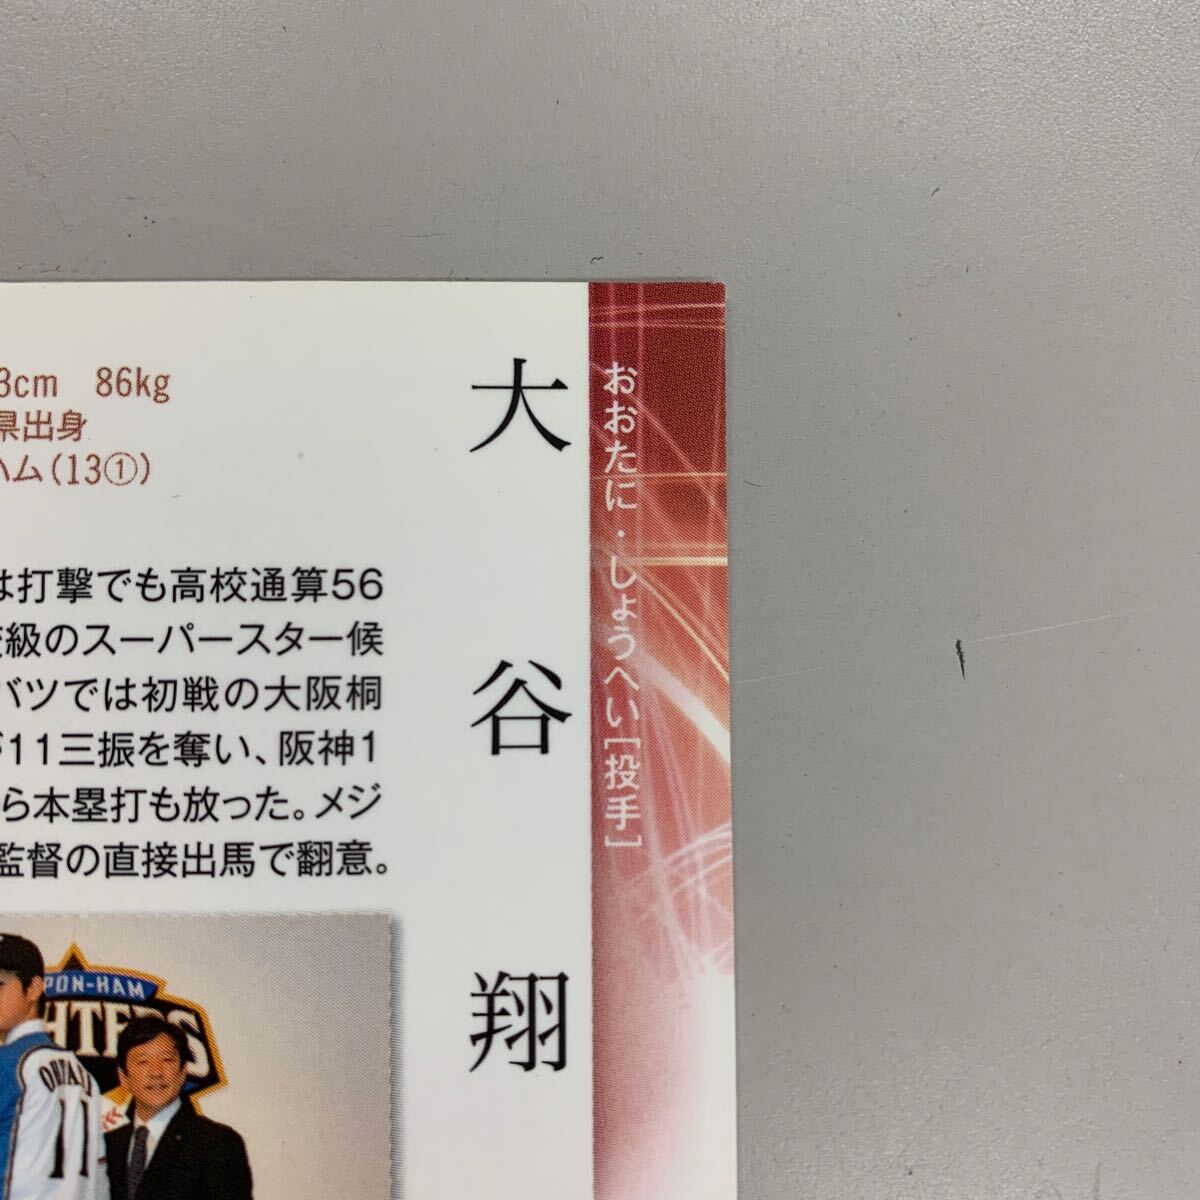 おおたに・しょうへい[投手]
大谷翔
3cm 86kg
県出身
ハム(13①)
は打撃でも高校通算56
級のスーパースター候
バツでは初戦の大阪桐
が11三振を奪い、阪神1
ら本塁打も放った。メジ
監督の直接出馬で翻意。
PON-HAM
HTERS
OHTANI
11